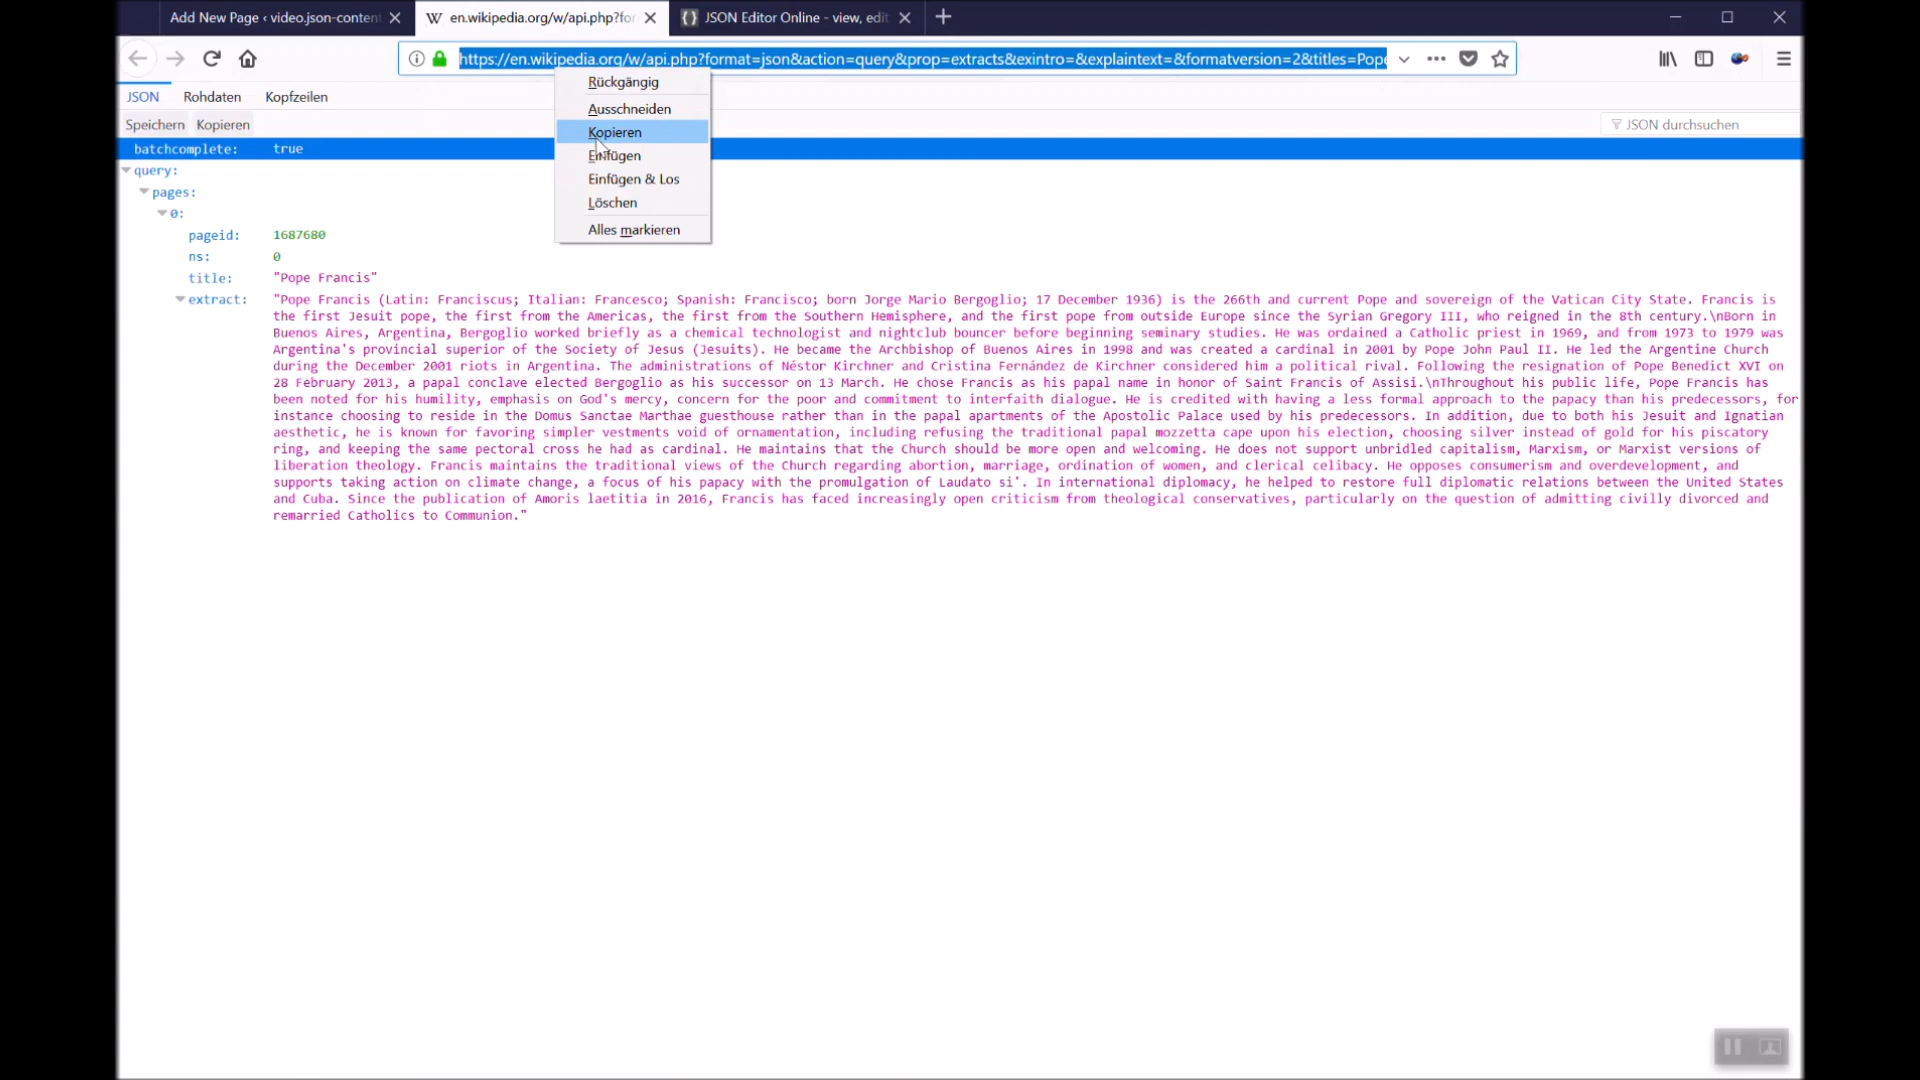 Add New Page ‹ video.json-content
en.wikipedia.org/w/api.php?fo
JSON Editor Online - view, edit
https://en.wikipedia.org/w/api.php?format=json&action=query&prop=extracts&exintro=&explaintext=&formatversion=2&titles=Pope
JSON
Rohdaten
Kopfzeilen
Speichern
Kopieren
JSON durchsuchen
Rückgängig
Ausschneiden
Kopieren
Einfügen
Einfügen & Los
Löschen
Alles markieren
batchcomplete: true
query:
pages:
0:
pageid: 1687680
ns: 0
title: "Pope Francis"
extract: "Pope Francis (Latin: Franciscus; Italian: Francesco; Spanish: Francisco; born Jorge Mario Bergoglio; 17 December 1936) is the 266th and current Pope and sovereign of the Vatican City State. Francis is
the first Jesuit pope, the first from the Americas, the first from the Southern Hemisphere, and the first pope from outside Europe since the Syrian Gregory III, who reigned in the 8th century.\nBorn in
Buenos Aires, Argentina, Bergoglio worked briefly as a chemical technologist and nightclub bouncer before beginning seminary studies. He was ordained a Catholic priest in 1969, and from 1973 to 1979 was
Argentina's provincial superior of the Society of Jesus (Jesuits). He became the Archbishop of Buenos Aires in 1998 and was created a cardinal in 2001 by Pope John Paul II. He led the Argentine Church
during the December 2001 riots in Argentina. The administrations of Néstor Kirchner and Cristina Fernández de Kirchner considered him a political rival. Following the resignation of Pope Benedict XVI on
28 February 2013, a papal conclave elected Bergoglio as his successor on 13 March. He chose Francis as his papal name in honor of Saint Francis of Assisi.\nThroughout his public life, Pope Francis has
been noted for his humility, emphasis on God's mercy, concern for the poor and commitment to interfaith dialogue. He is credited with having a less formal approach to the papacy than his predecessors, for
instance choosing to reside in the Domus Sanctae Marthae guesthouse rather than in the papal apartments of the Apostolic Palace used by his predecessors. In addition, due to both his Jesuit and Ignatian
aesthetic, he is known for favoring simpler vestments void of ornamentation, including refusing the traditional papal mozzetta cape upon his election, choosing silver instead of gold for his piscatory
ring, and keeping the same pectoral cross he had as cardinal. He maintains that the Church should be more open and welcoming. He does not support unbridled capitalism, Marxism, or Marxist versions of
liberation theology. Francis maintains the traditional views of the Church regarding abortion, marriage, ordination of women, and clerical celibacy. He opposes consumerism and overdevelopment, and
supports taking action on climate change, a focus of his papacy with the promulgation of Laudato si'. In international diplomacy, he helped to restore full diplomatic relations between the United States
and Cuba. Since the publication of Amoris laetitia in 2016, Francis has faced increasingly open criticism from theological conservatives, particularly on the question of admitting civilly divorced and
remarried Catholics to Communion."